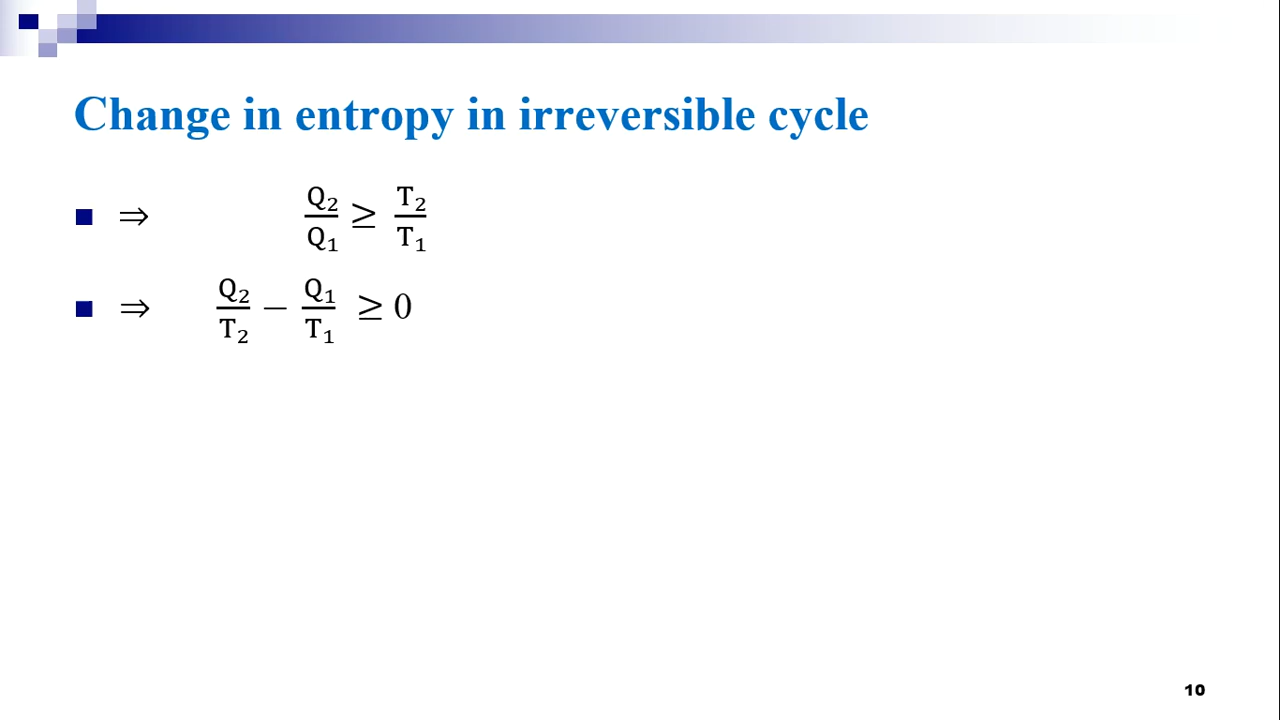 Change in entropy in irreversible cycle
■ ⇒ Q₂/Q₁ ≥ T₂/T₁
■ ⇒ Q₂/T₂ − Q₁/T₁ ≥ 0
10